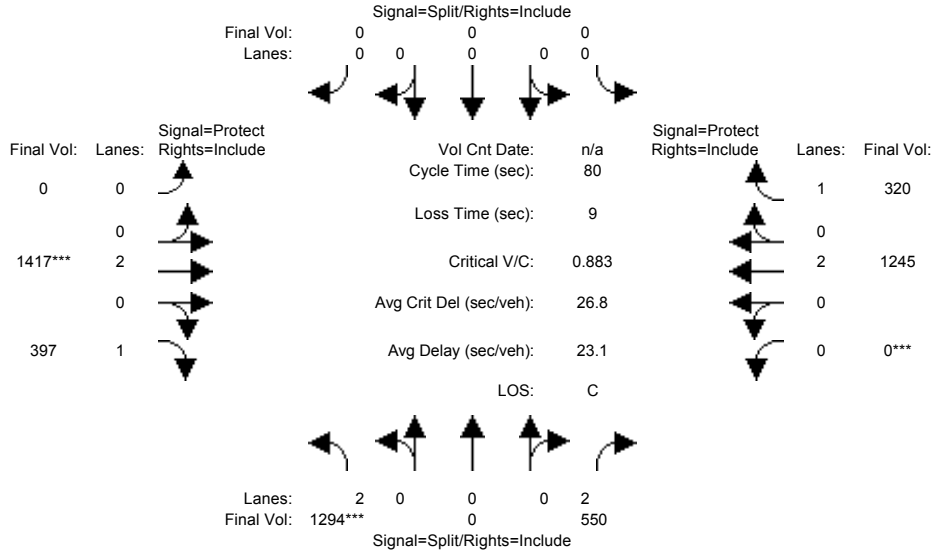 Signal=Split/Rights=Include
Final Vol: 0 0 0
Lanes: 0 0 0 0 0
Signal=Protect Signal=Protect
Final Vol: Lanes: Rights=Include Vol Cnt Date: n/a Rights=Include Lanes: Final Vol:
Cycle Time (sec): 80
0 0 1 320
Loss Time (sec): 9
0 0
1417*** 2 Critical V/C: 0.883 2 1245
0 Avg Crit Del (sec/veh): 26.8 0
397 1 Avg Delay (sec/veh): 23.1 0 0***
LOS: C
Lanes: 2 0 0 0 2
Final Vol: 1294*** 0 550
Signal=Split/Rights=Include